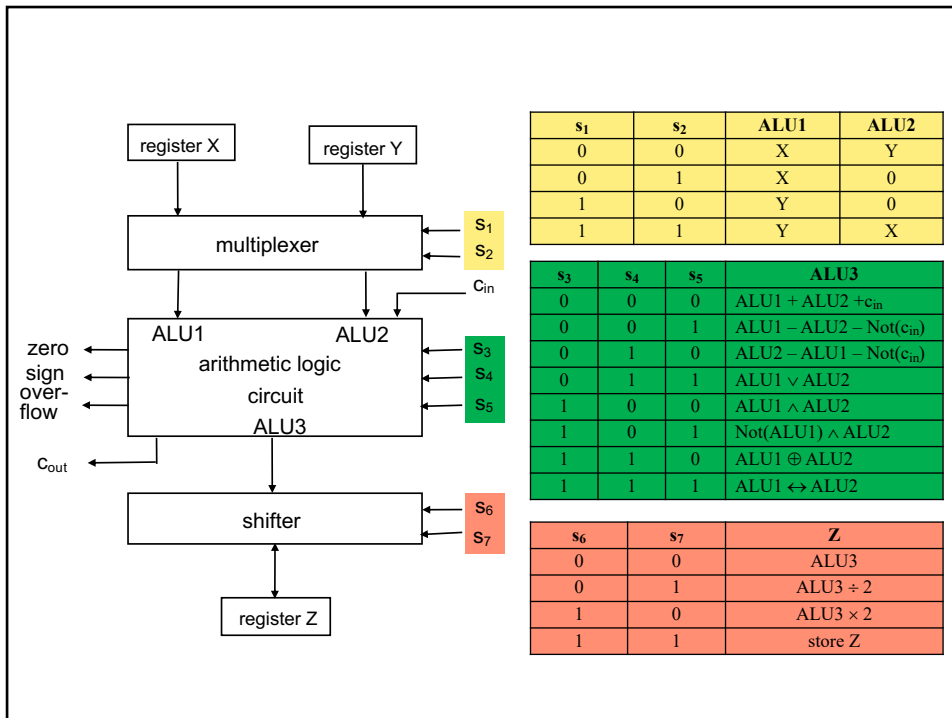 register X
register Y
multiplexer
s₁
s₂
cᵢₙ
ALU1 ALU2
arithmetic logic
circuit
ALU3
zero
sign
over-
flow
cₒᵤₜ
s₃
s₄
s₅
shifter
s₆
s₇
register Z
s₁ s₂ ALU1 ALU2
0 0 X Y
0 1 X 0
1 0 Y 0
1 1 Y X
s₃ s₄ s₅ ALU3
0 0 0 ALU1 + ALU2 +cᵢₙ
0 0 1 ALU1 – ALU2 – Not(cᵢₙ)
0 1 0 ALU2 – ALU1 – Not(cᵢₙ)
0 1 1 ALU1 ∨ ALU2
1 0 0 ALU1 ∧ ALU2
1 0 1 Not(ALU1) ∧ ALU2
1 1 0 ALU1 ⊕ ALU2
1 1 1 ALU1 ↔ ALU2
s₆ s₇ Z
0 0 ALU3
0 1 ALU3 ÷ 2
1 0 ALU3 × 2
1 1 store Z